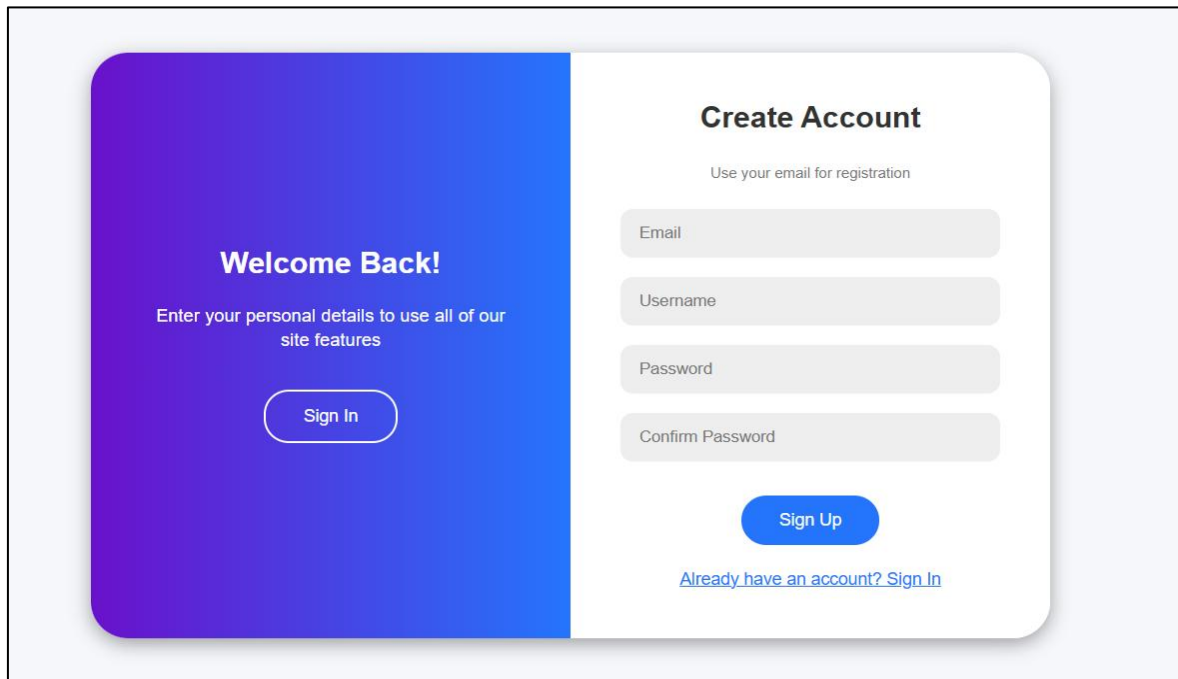 Welcome Back!
Enter your personal details to use all of our
site features
Sign In
Create Account
Use your email for registration
Email
Username
Password
Confirm Password
Sign Up
Already have an account? Sign In